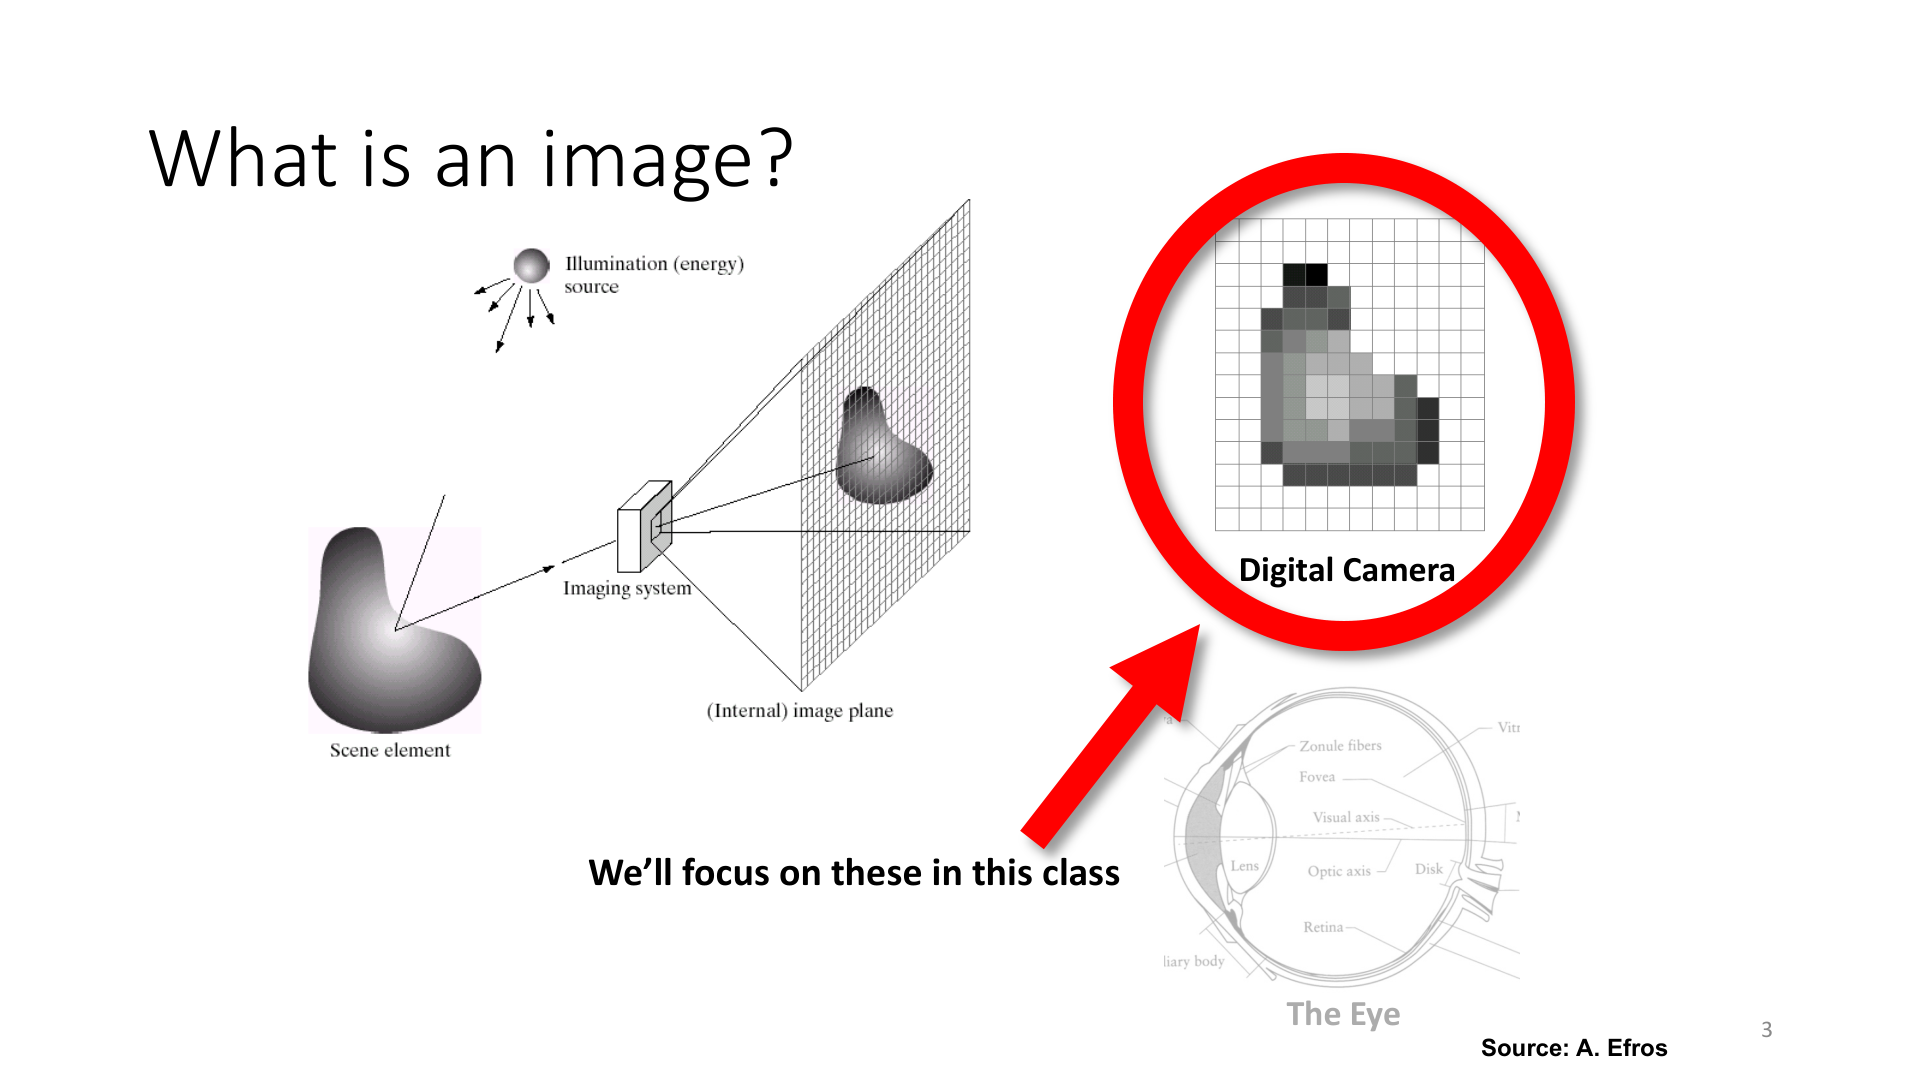 What is an image?
Illumination (energy)
source
Imaging system
(Internal) image plane
Scene element
Digital Camera
We'll focus on these in this class
Zonule fibers
Fovea
Visual axis
Lens
Optic axis
Disk
Retina
liary body
Vitr
The Eye
Source: A. Efros
3